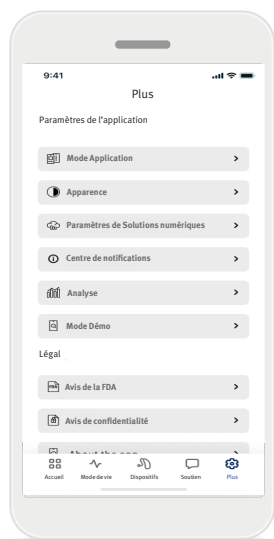 9:41
Plus
Paramètres de l'application
Mode Application
Apparence
Paramètres de Solutions numériques
Centre de notifications
Analyse
Mode Démo
Légal
Avis de la FDA
Avis de confidentialité
About the app
Accueil Mode de vie Dispositifs Soutien Plus